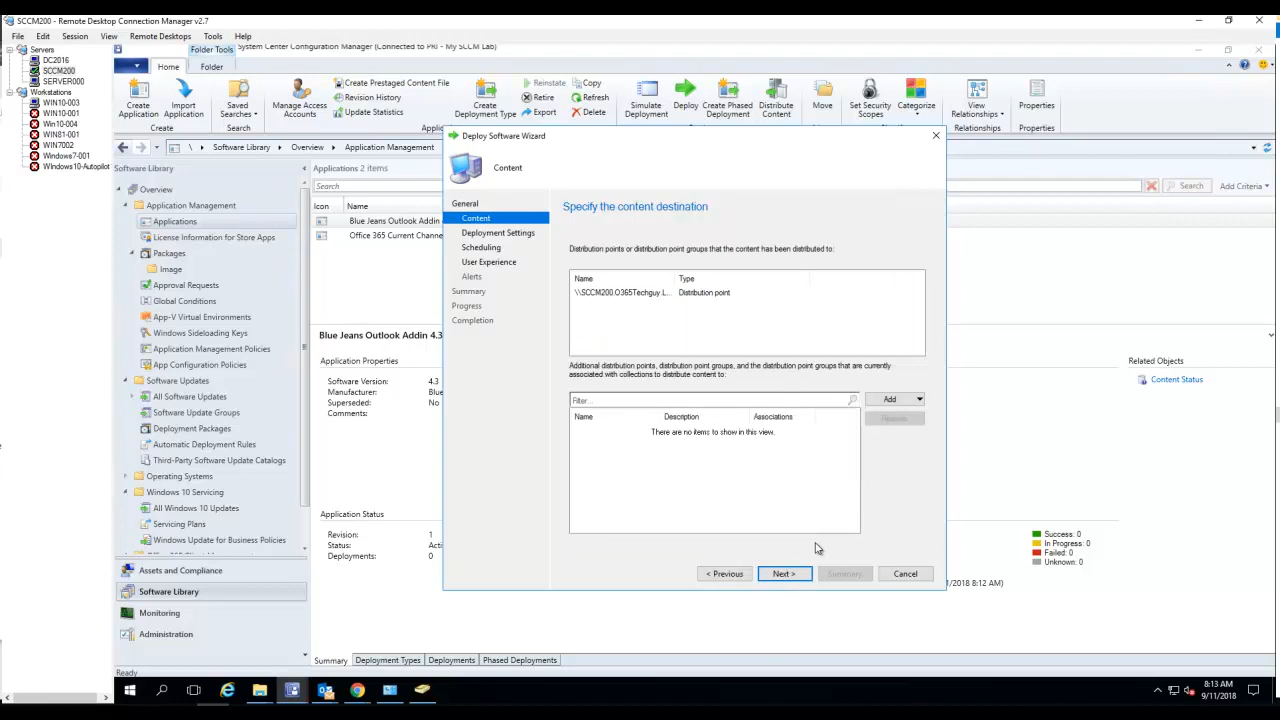 SCCM200 - Remote Desktop Connection Manager v2.7
File Edit Session View Remote Desktops Tools Help
Servers
DC2016
SCCM200
SERVER000
Workstations
WIN10-003
WIN10-001
Win10-004
WIN81-001
WIN7002
Windows7-001
Windows10-Autopilot
Folder Tools
System Center Configuration Manager (Connected to PRI - My SCCM Lab)
Home Folder
Create Application
Import Application
Create
Saved Searches
Search
Manage Access Accounts
Create Prestaged Content File
Revision History
Update Statistics
Create Deployment Type
Reinstate
Retire
Export
Copy
Refresh
Delete
Simulate Deployment
Deploy
Create Phased Deployment
Distribute Content
Move
Set Security Scopes
Categorize
View Relationships
Relationships
Properties
Properties
\ Software Library Overview Application Management
Software Library
Overview
Application Management
Applications
License Information for Store Apps
Packages
Image
Approval Requests
Global Conditions
App-V Virtual Environments
Windows Sideloading Keys
Application Management Policies
App Configuration Policies
Software Updates
All Software Updates
Software Update Groups
Deployment Packages
Automatic Deployment Rules
Third-Party Software Update Catalogs
Operating Systems
Windows 10 Servicing
All Windows 10 Updates
Servicing Plans
Windows Update for Business Policies
Assets and Compliance
Software Library
Monitoring
Administration
Ready
Applications 2 items
Search
Search Add Criteria
Icon Name
Blue Jeans Outlook Addin
Office 365 Current Channe
Blue Jeans Outlook Addin 4.3
Application Properties
Software Version: 4.3
Manufacturer: Blue
Superseded: No
Comments:
Application Status
Revision: 1
Status: Acti
Deployments: 0
Related Objects
Content Status
Success: 0
In Progress: 0
Failed: 0
Unknown: 0
/11/2018 8:12 AM)
Summary Deployment Types Deployments Phased Deployments
Deploy Software Wizard
Content
General
Content
Deployment Settings
Scheduling
User Experience
Alerts
Summary
Progress
Completion
Specify the content destination
Distribution points or distribution point groups that the content has been distributed to:
Name Type
\\SCCM200.O365Techguy.L... Distribution point
Additional distribution points, distribution point groups, and the distribution point groups that are currently
associated with collections to distribute content to:
Filter...
Add
Remove
Name Description Associations
There are no items to show in this view.
< Previous Next > Summary Cancel
8:13 AM
9/11/2018